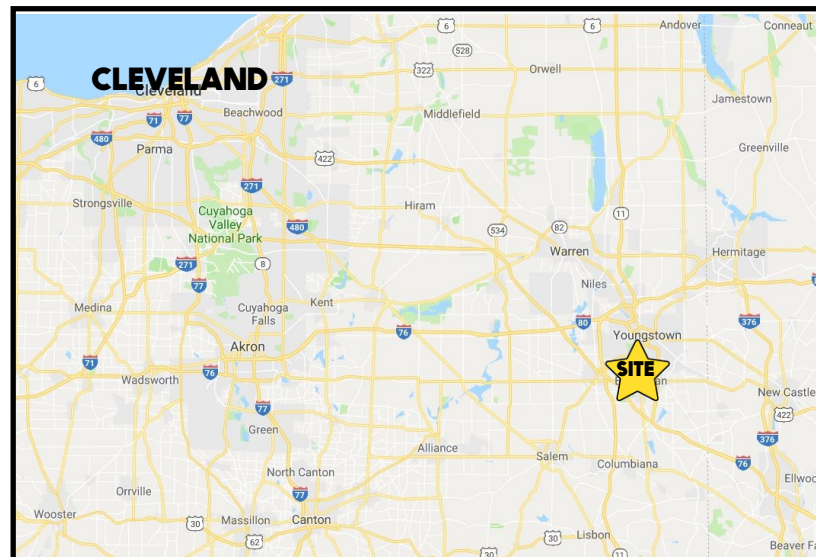 Andover
Conneaut
6
6
528
Orwell
CLEVELAND
322
271
6
Cleveland
Jamestown
Beachwood
Middlefield
71
77
480
Parma
Greenville
422
271
Strongsville
Hiram
Cuyahoga
Valley
National Park
11
480
534
82
Warren
Hermitage
271
8
77
Niles
Kent
Medina
Cuyahoga
Falls
80
376
76
Youngstown
Akron
71
SITE
76
Wadsworth
New Castle
77
422
Green
376
Alliance
Salem
Columbiana
76
North Canton
Ellwo
Orrville
77
Wooster
30
Massillon
Canton
62
30
Lisbon
30
11
Beaver Fa